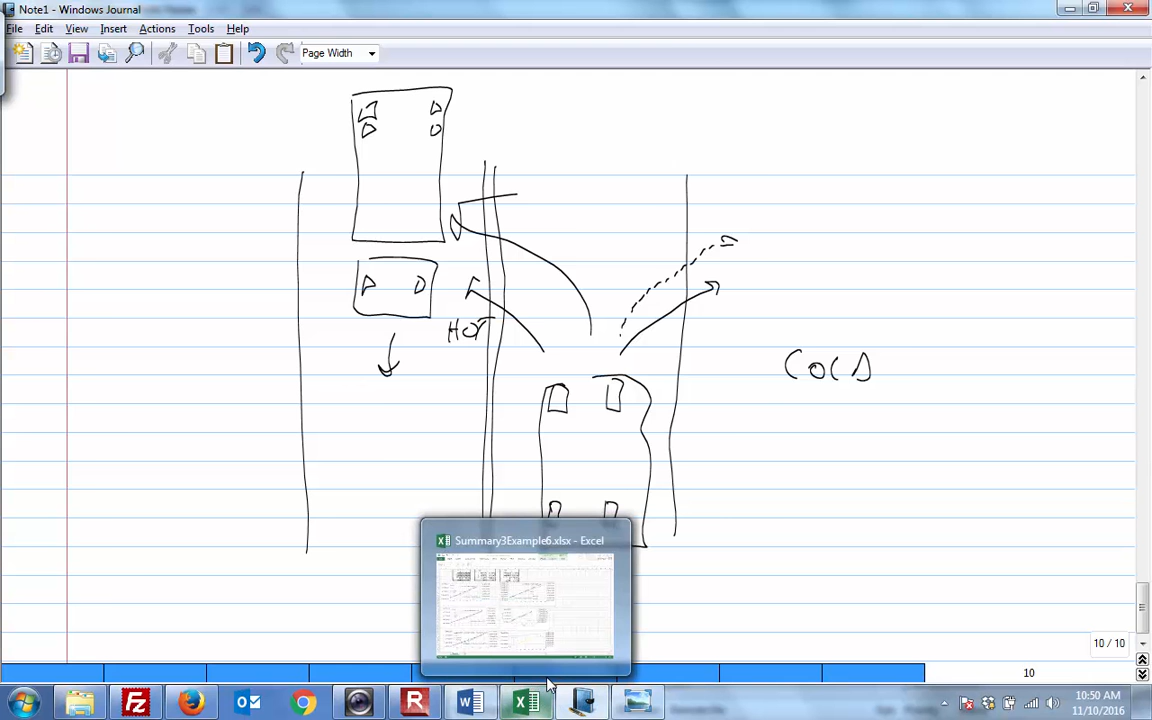 Note1 - Windows Journal
File Edit View Insert Actions Tools Help
Page Width
HOT
Summary3Example6.xlsx - Excel
10 / 10
10
10:50 AM
11/10/2016